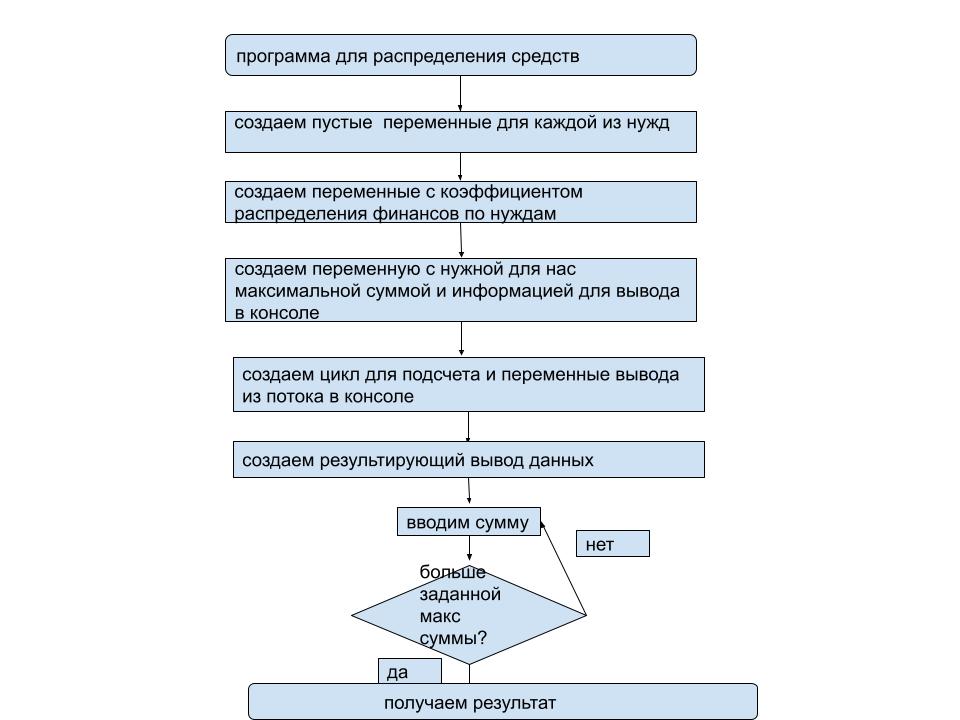 программа для распределения средств
создаем пустые  переменные для каждой из нужд
создаем переменные с коэффициентом
распределения финансов по нуждам
создаем переменную с нужной для нас
максимальной суммой и информацией для вывода
в консоле
создаем цикл для подсчета и переменные вывода
из потока в консоле
создаем результирующий вывод данных
вводим сумму
нет
больше
заданной
макс
суммы?
да
получаем результат